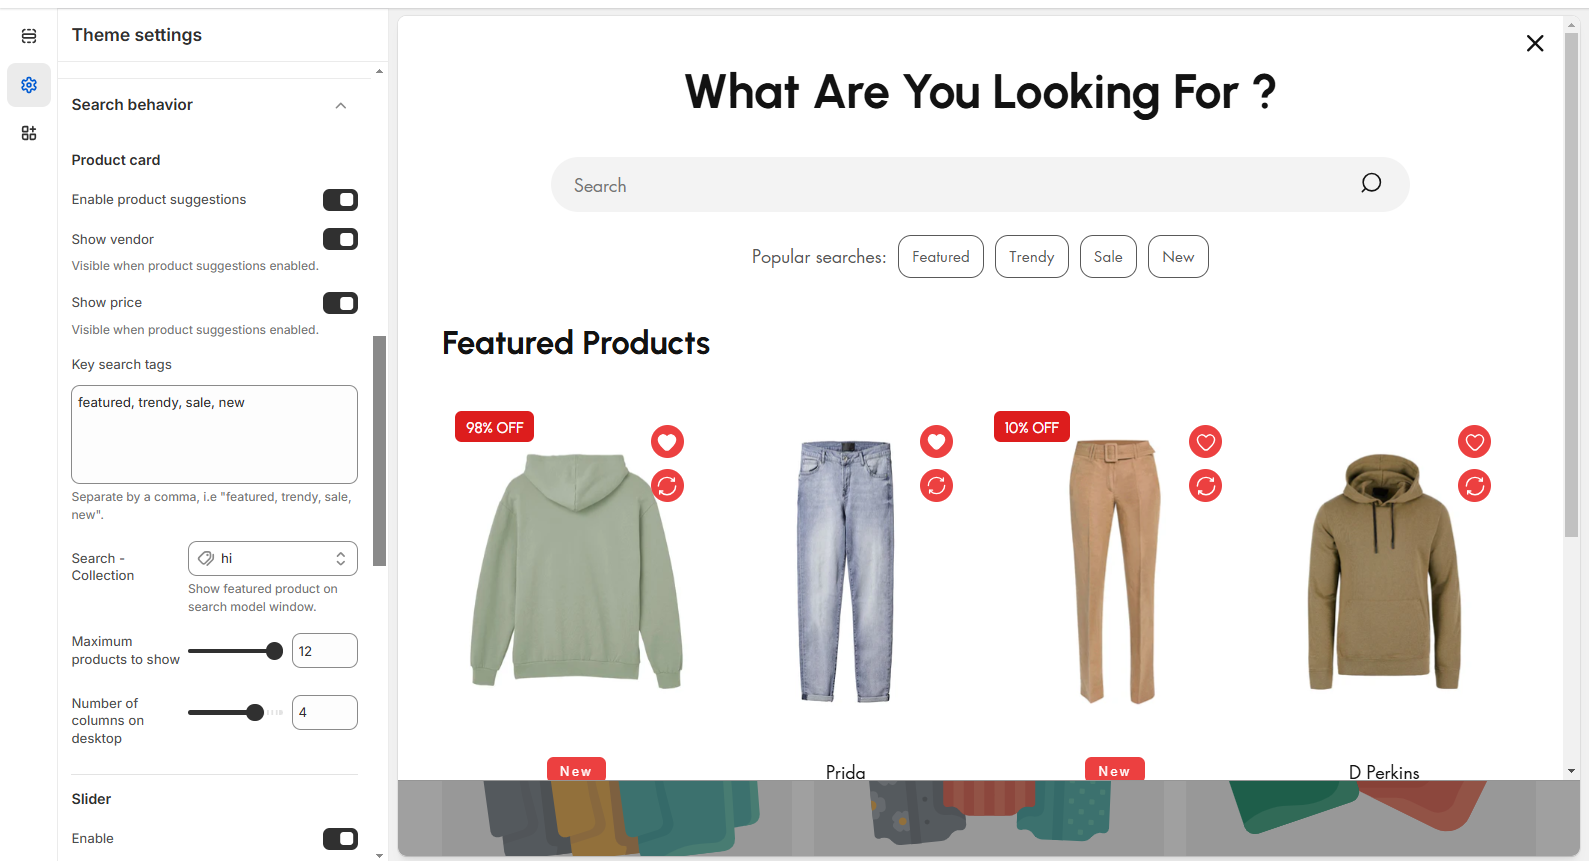 Theme settings
Search behavior
Product card
Enable product suggestions
Show vendor
Visible when product suggestions enabled.
Show price
Visible when product suggestions enabled.
Key search tags
featured, trendy, sale, new
Separate by a comma, i.e "featured, trendy, sale,
new".
Search -
Collection
hi
Show featured product on
search model window.
Maximum
products to show
12
Number of
columns on
desktop
4
Slider
Enable
What Are You Looking For ?
Search
Popular searches: Featured Trendy Sale New
Featured Products
98% OFF
10% OFF
New
Prida
New
D Perkins